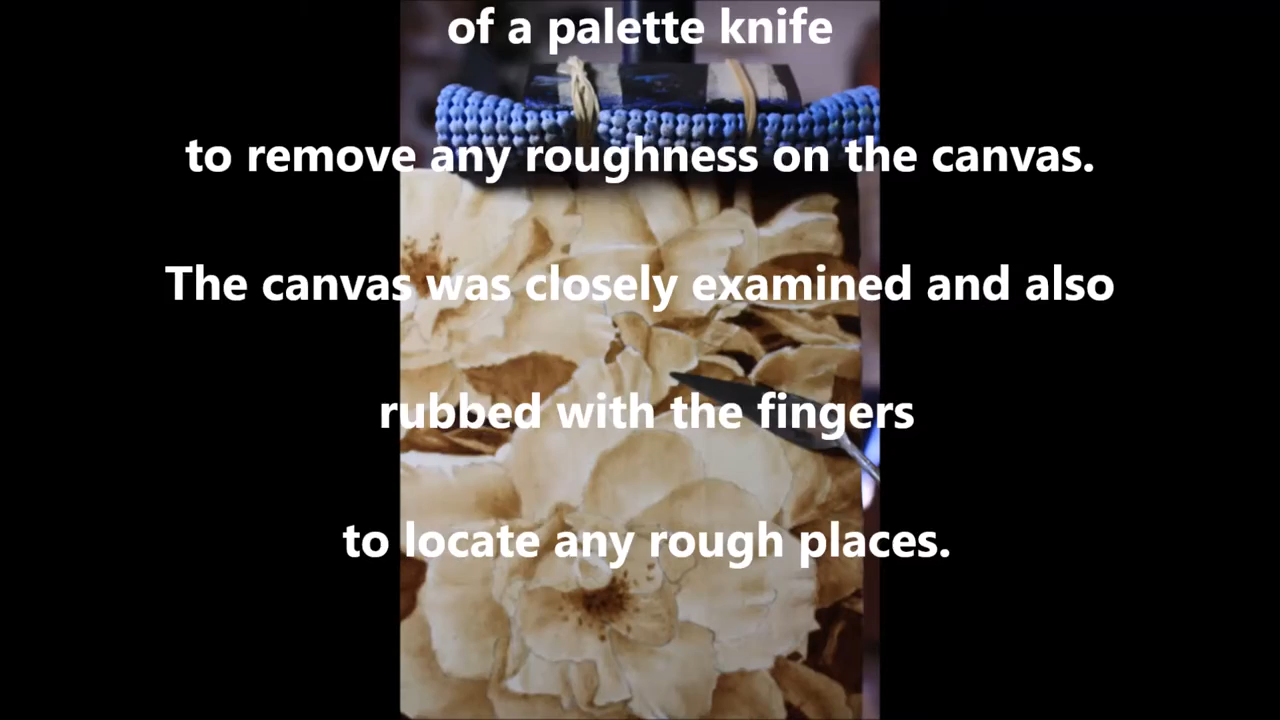 of a palette knife
to remove any roughness on the canvas.
The canvas was closely examined and also
rubbed with the fingers
to locate any rough places.